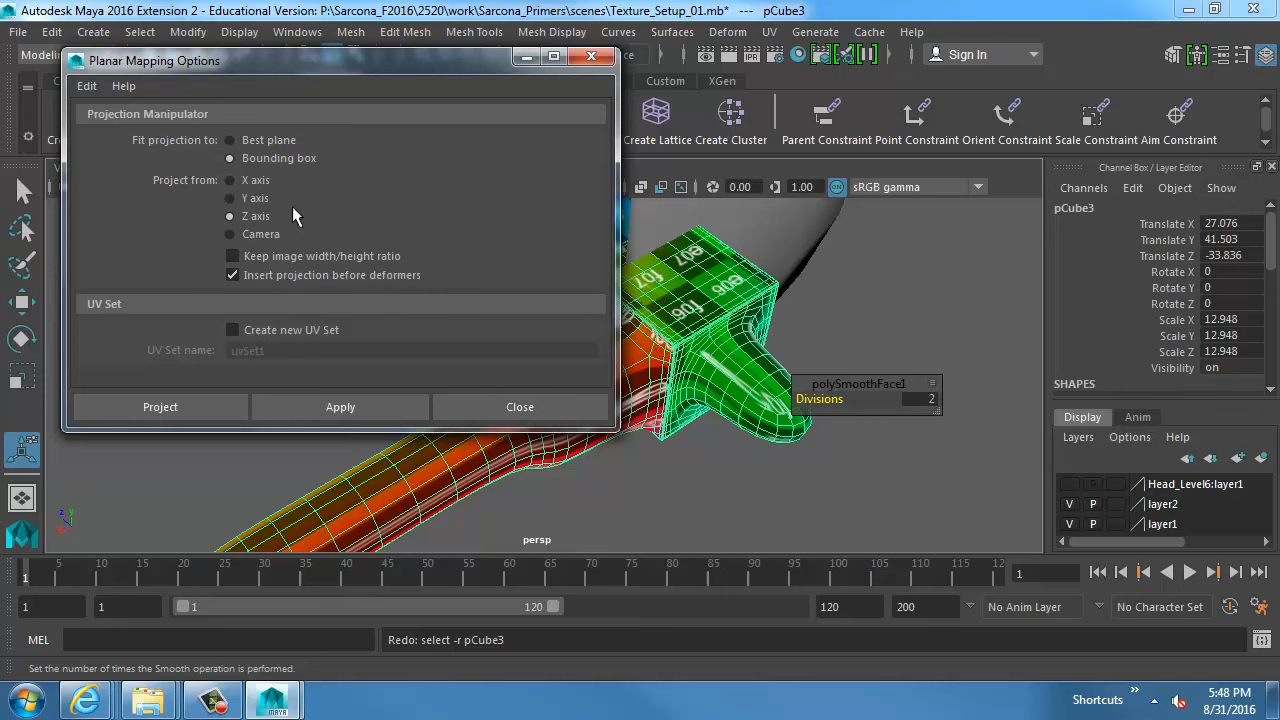 Autodesk Maya 2016 Extension 2 - Educational Version: P:\Sarcona_F2016\2520\work\Sarcona_Primers\scenes\Texture_Setup_01.mb* --- pCube3
File Edit Create Select Modify Display Windows Mesh Edit Mesh Mesh Tools Mesh Display Curves Surfaces Deform UV Generate Cache Help
Sign In
Planar Mapping Options
Edit Help
Custom XGen
Create Lattice Create Cluster Parent Constraint Point Constraint Orient Constraint Scale Constraint Aim Constraint
Projection Manipulator
Fit projection to: Best plane
Bounding box
Project from: X axis
Y axis
Z axis
Camera
Keep image width/height ratio
Insert projection before deformers
UV Set
Create new UV Set
UV Set name: uvSet1
Project Apply Close
0.00 1.00 sRGB gamma
e07
f07
e06
f06
polySmoothFace1
Divisions 2
persp
Channel Box / Layer Editor
Channels Edit Object Show
pCube3
Translate X 27.076
Translate Y 41.503
Translate Z -33.836
Rotate X 0
Rotate Y 0
Rotate Z 0
Scale X 12.948
Scale Y 12.948
Scale Z 12.948
Visibility on
SHAPES
Display Anim
Layers Options Help
Head_Level6:layer1
V P layer2
V P layer1
5 10 15 20 25 30 35 40 45 50 55 60 65 70 75 80 85 90 95 100 105 110 115 12
1 1
1 1 1 120 120 200 No Anim Layer No Character Set
MEL Redo: select -r pCube3
Set the number of times the Smooth operation is performed.
MAYA
Shortcuts
5:48 PM
8/31/2016